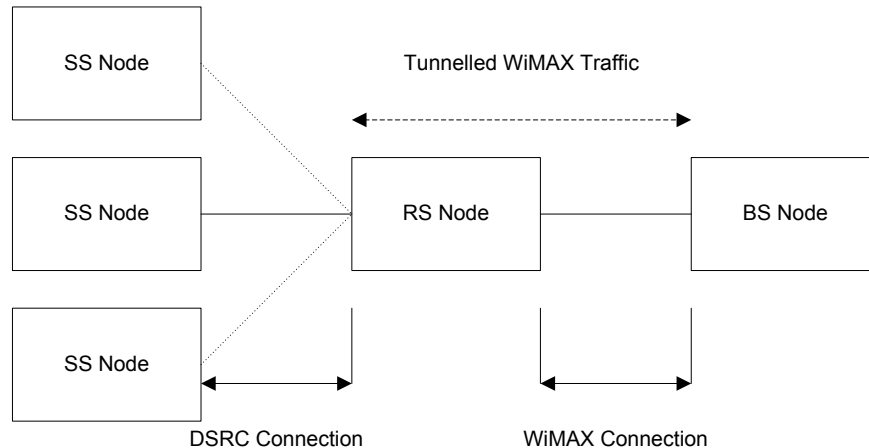 SS Node
Tunnelled WiMAX Traffic
SS Node
RS Node
BS Node
SS Node
DSRC Connection
WiMAX Connection